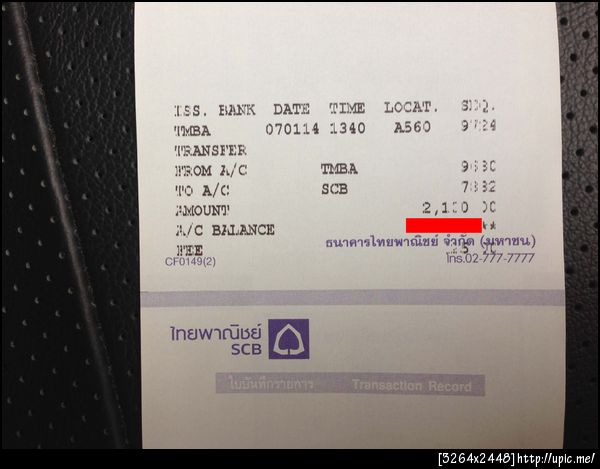 ISS. BANK DATE TIME LOCAT. SEQ.
TMBA 070114 1340 A560
TRANSFER
FROM A/C TMBA
TO A/C SCB
AMOUNT
A/C BALANCE **
ธนาคารไทยพาณิชย์ จำกัด (มหาชน)
FEE
CF0149(2) โทร.02-777-7777
ไทยพาณิชย์
SCB
ใบบันทึกรายการ Transaction Record
[3264x2448]http://upic.me/